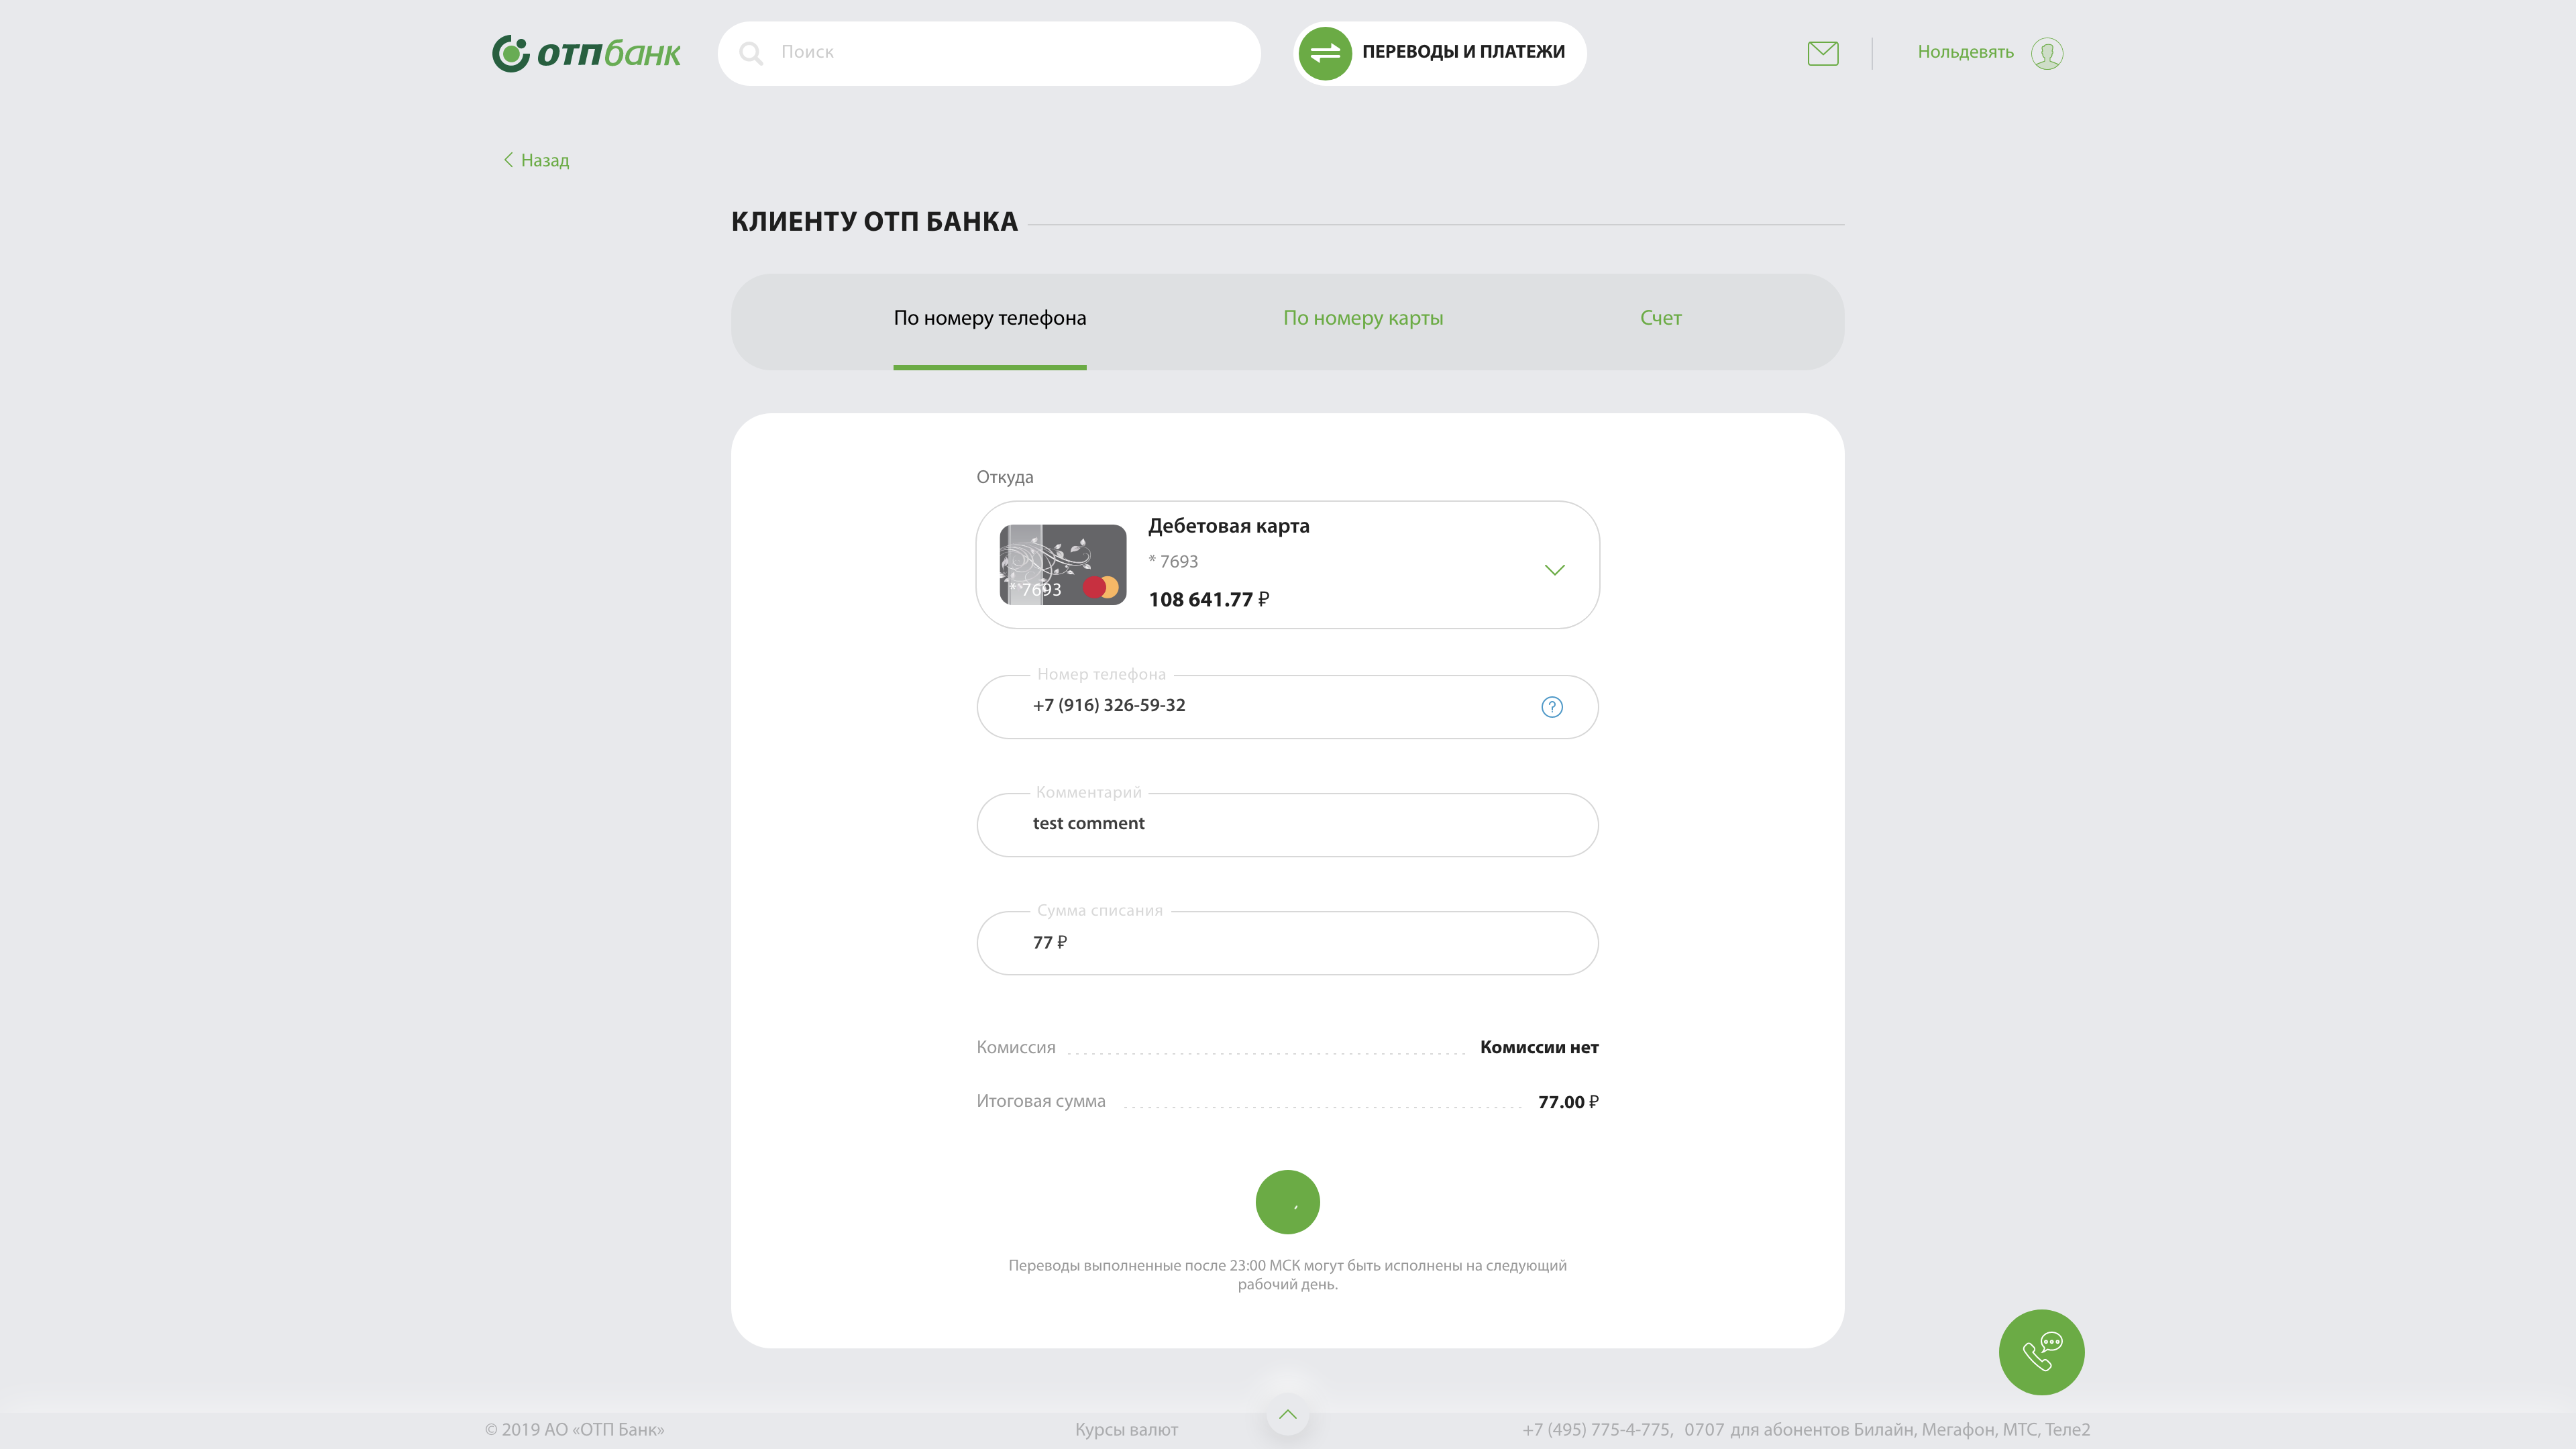 отпбанк
Поиск
ПЕРЕВОДЫ И ПЛАТЕЖИ
Нольдевять
Назад
КЛИЕНТУ ОТП БАНКА
По номеру телефона
По номеру карты
Счет
Откуда
Дебетовая карта
* 7693
* 7693
108 641.77 ₽
Номер телефона
+7 (916) 326-59-32
Комментарий
test comment
Сумма списания
77 ₽
Комиссия
Комиссии нет
Итоговая сумма
77.00 ₽
Переводы выполненные после 23:00 МСК могут быть исполнены на следующий
рабочий день.
© 2019 АО «ОТП Банк»
Курсы валют
+7 (495) 775-4-775, 0707 для абонентов Билайн, Мегафон, МТС, Теле2